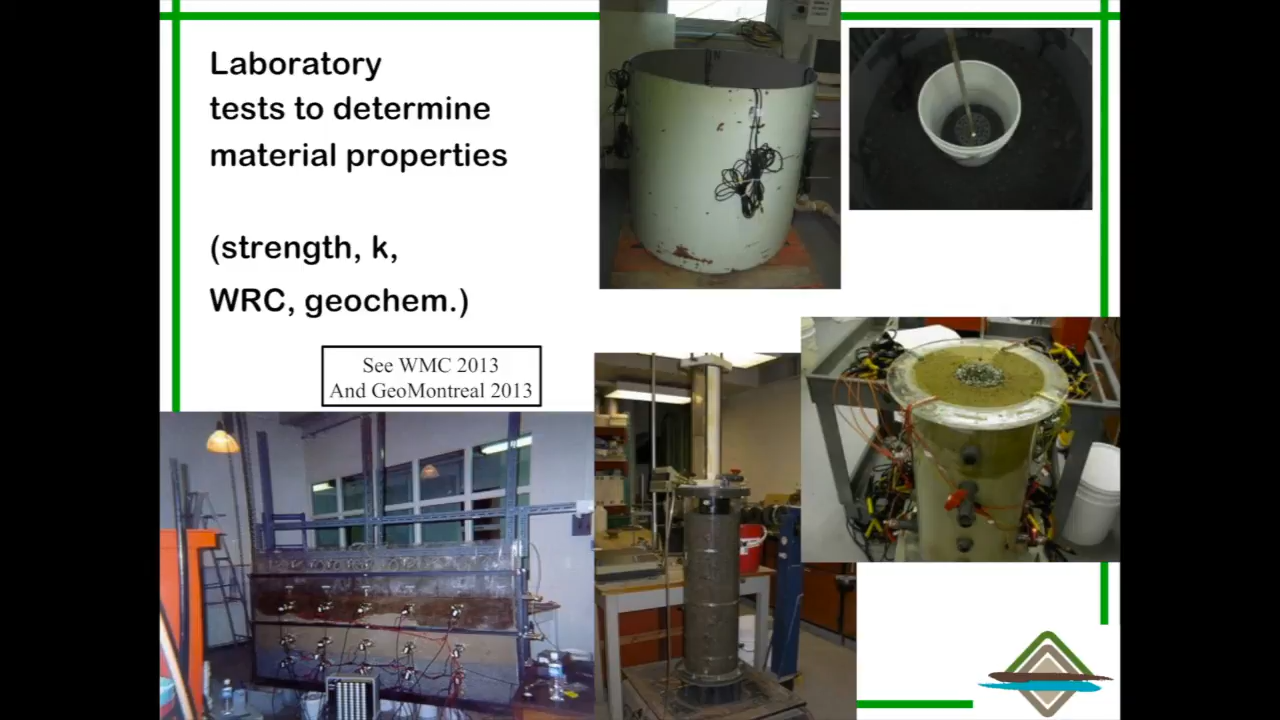 Laboratory
tests to determine
material properties
(strength, k,
WRC, geochem.)
See WMC 2013
And GeoMontreal 2013